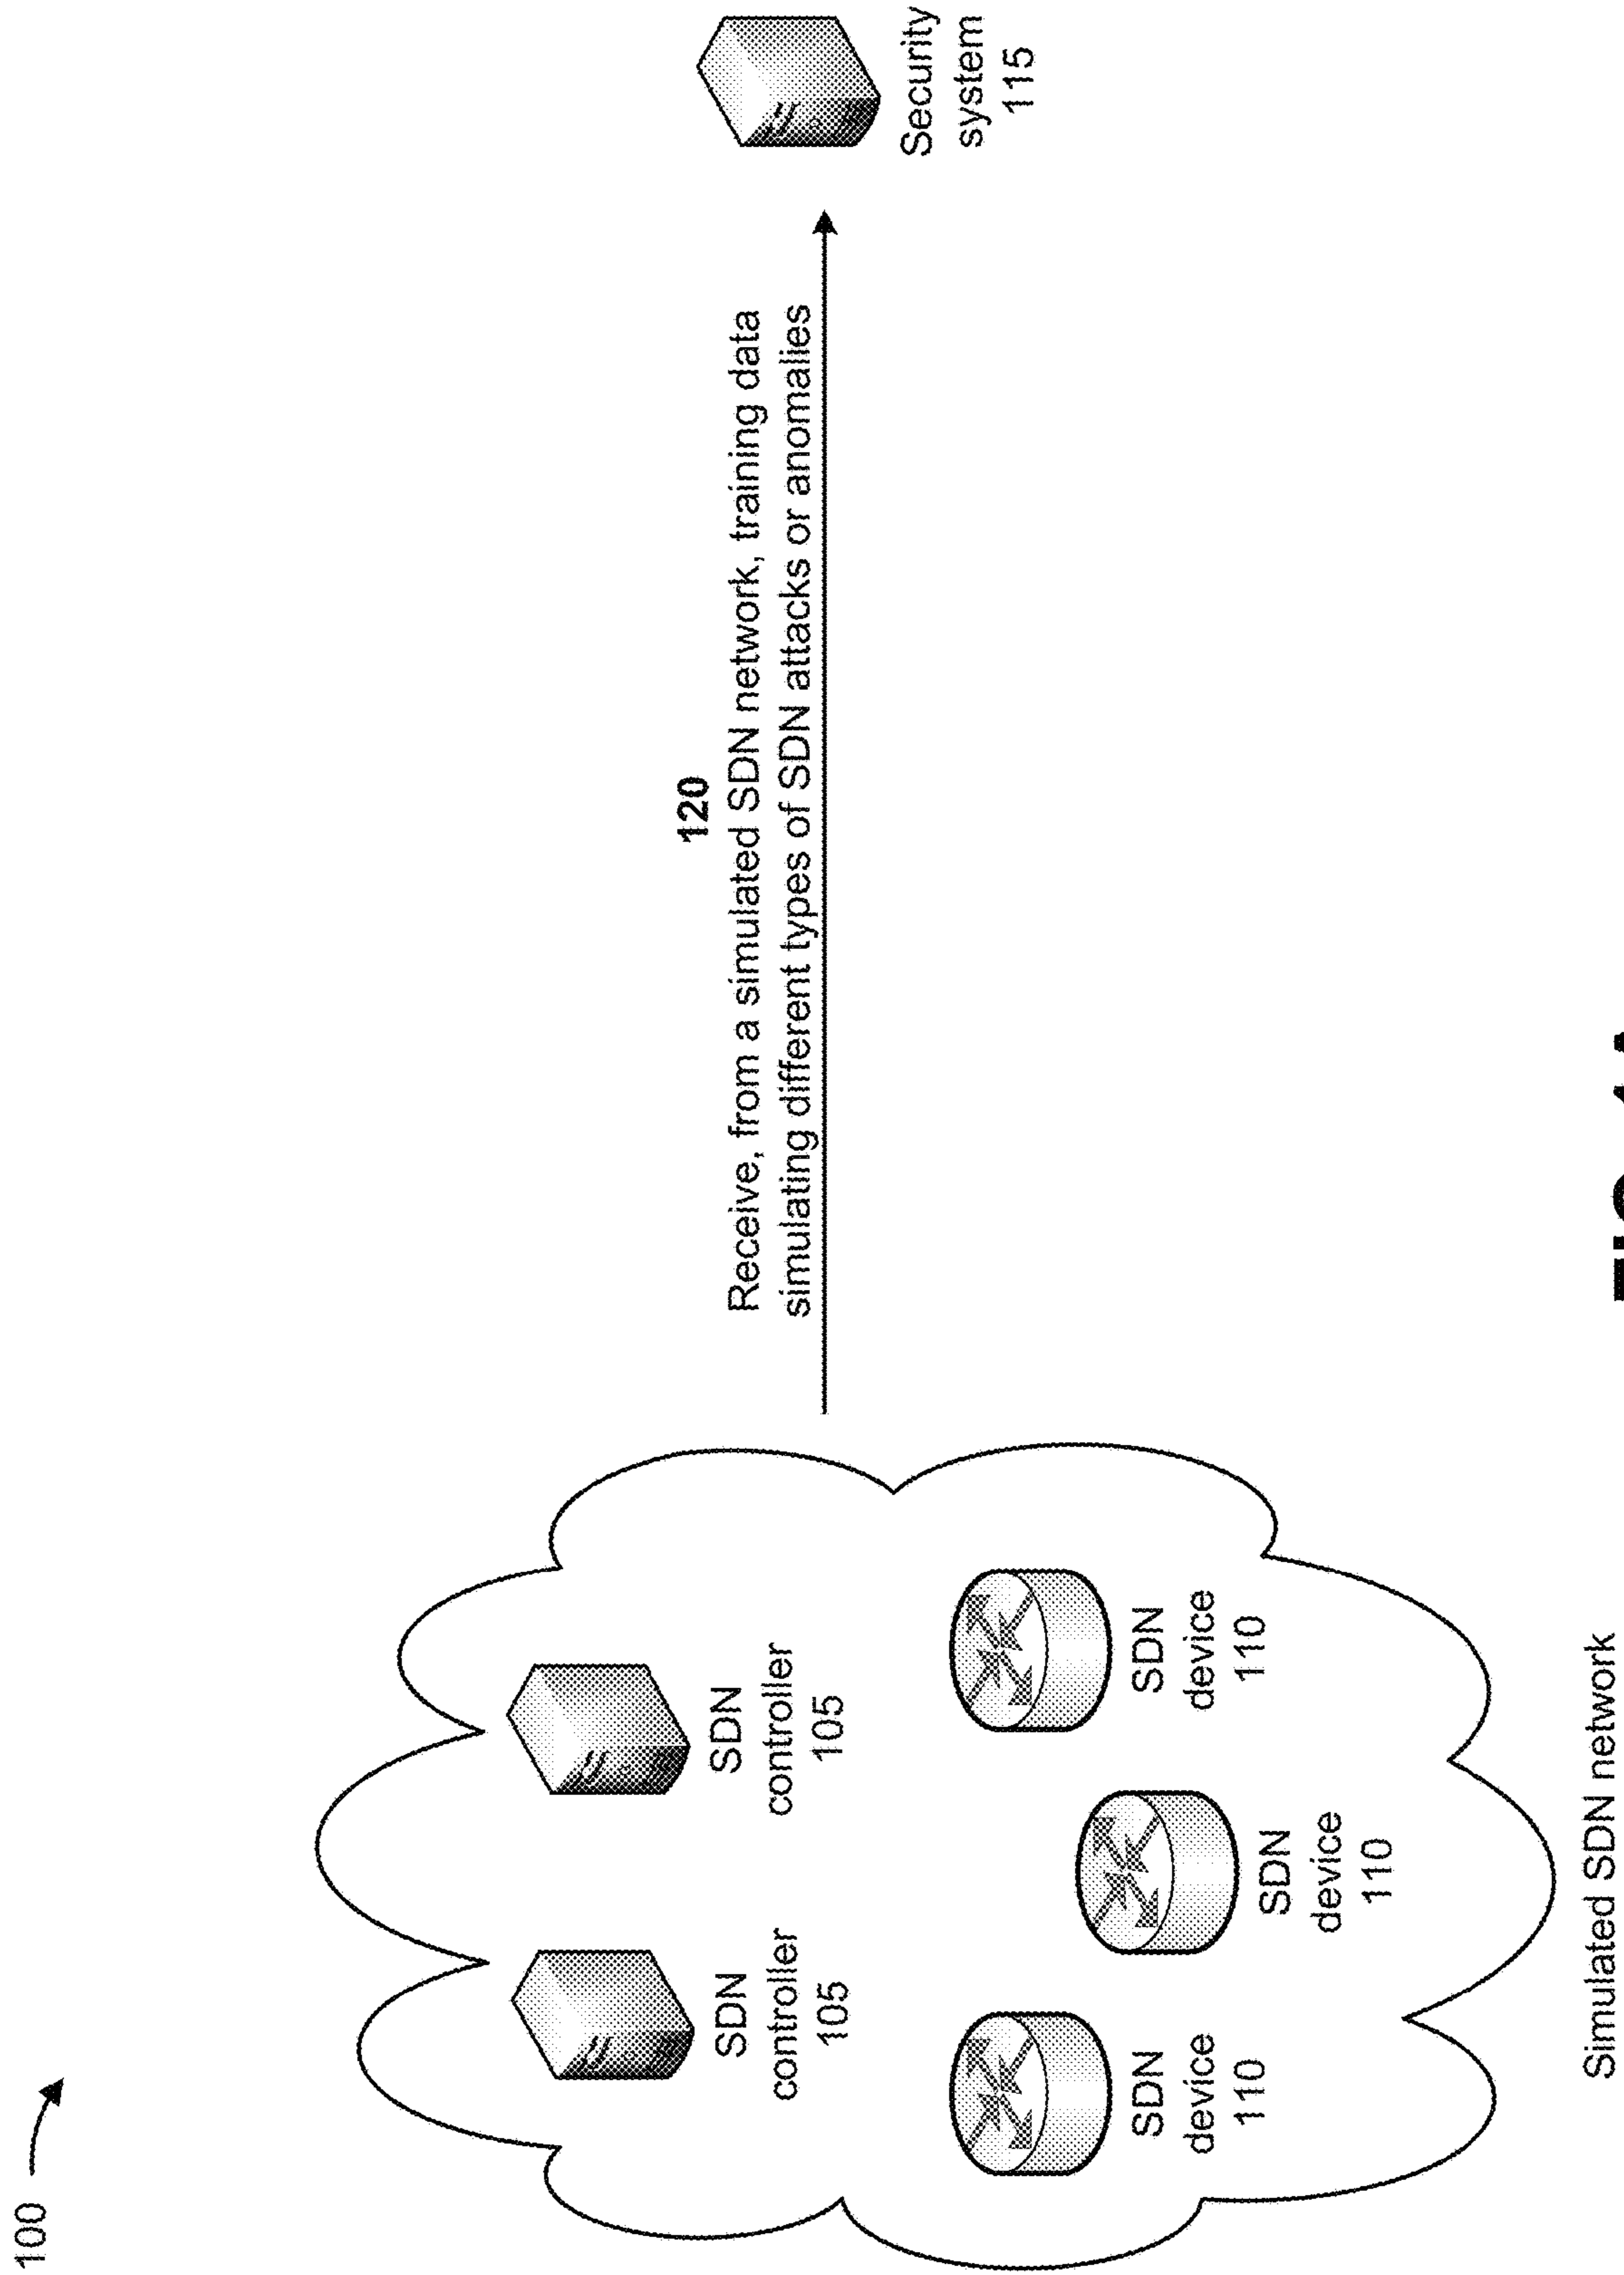 100
120
Receive, from a simulated SDN network, training data
simulating different types of SDN attacks or anomalies
SDN
controller
105
SDN
controller
105
Security
system
115
SDN
device
110
SDN
device
110
SDN
device
110
Simulated SDN network